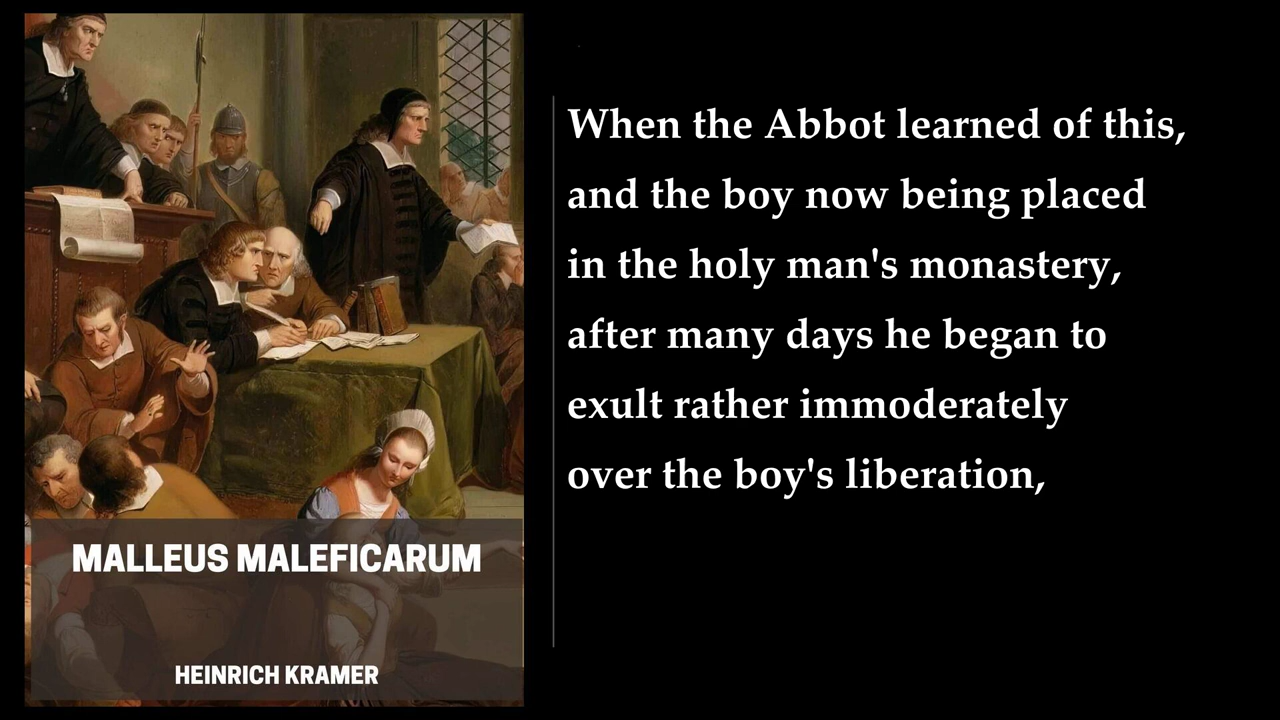 MALLEUS MALEFICARUM
HEINRICH KRAMER
When the Abbot learned of this,
and the boy now being placed
in the holy man's monastery,
after many days he began to
exult rather immoderately
over the boy's liberation,